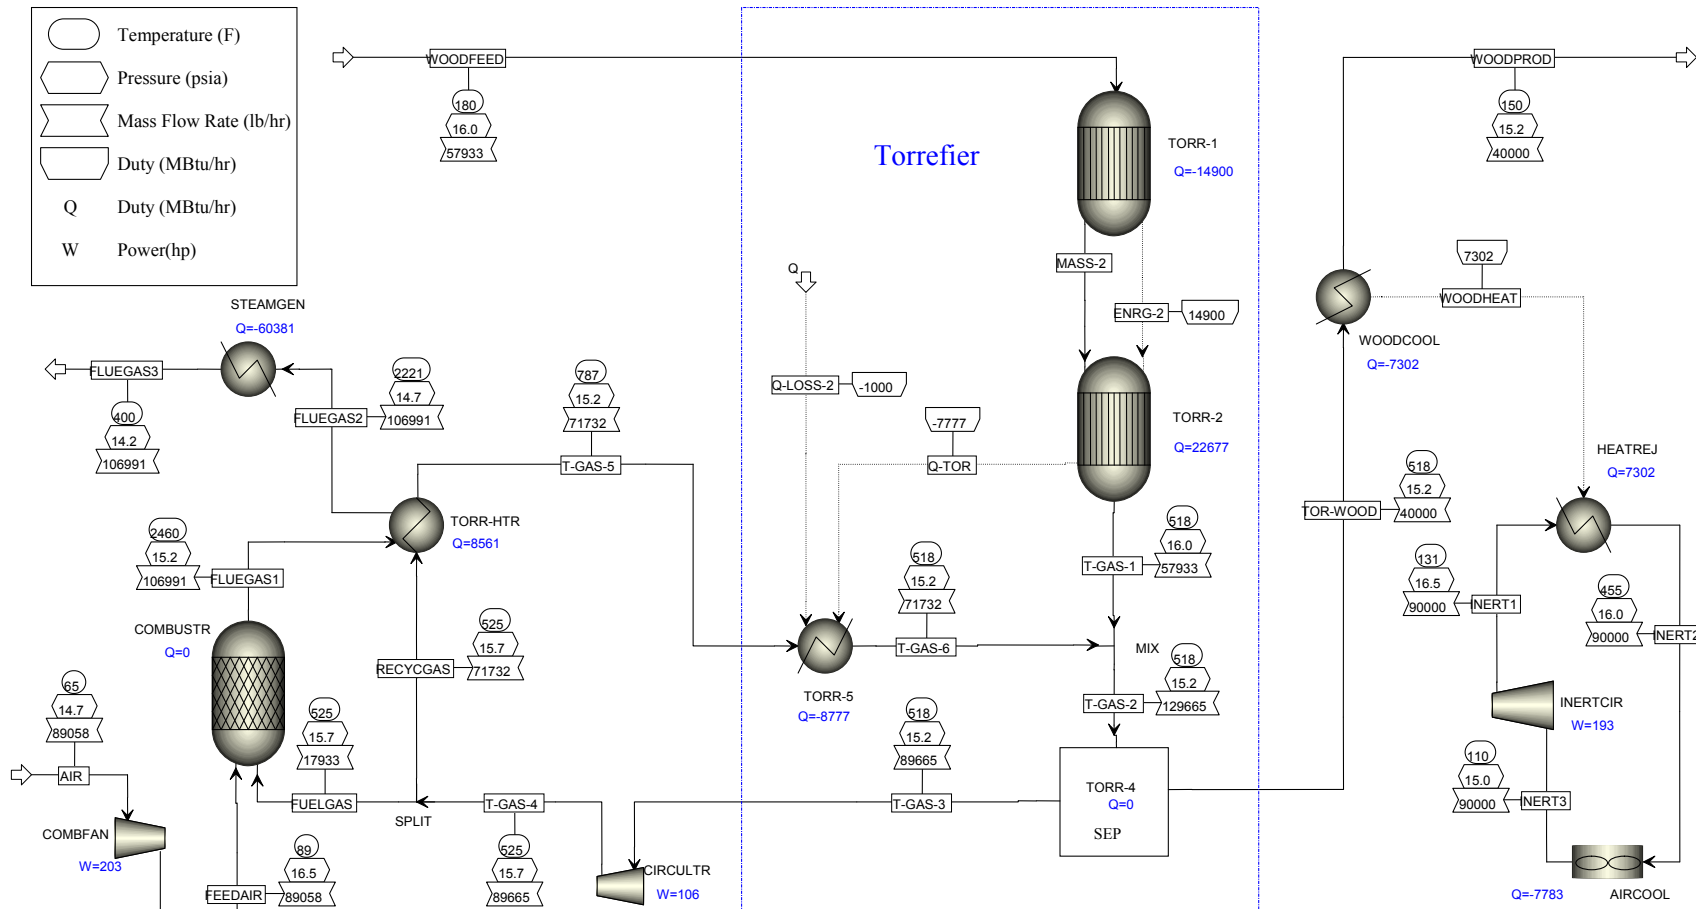 Temperature (F)
Pressure (psia)
Mass Flow Rate (lb/hr)
Duty (MBtu/hr)
Q Duty (MBtu/hr)
W Power(hp)
WOODFEED
180
16.0
57933
Torrefier
TORR-1
Q=-14900
WOODPROD
150
15.2
40000
MASS-2
ENRG-2
14900
Q
7302
WOODHEAT
WOODCOOL
Q=-7302
STEAMGEN
Q=-60381
FLUEGAS3
400
14.2
106991
2221
14.7
106991
FLUEGAS2
787
15.2
71732
T-GAS-5
Q-LOSS-2
-1000
-7777
Q-TOR
TORR-2
Q=22677
HEATREJ
Q=7302
518
15.2
40000
TOR-WOOD
TORR-HTR
Q=8561
2460
15.2
106991
FLUEGAS1
518
16.0
57933
T-GAS-1
131
16.5
90000
INERT1
455
16.0
90000
INERT2
COMBUSTR
Q=0
525
15.7
71732
RECYCGAS
518
15.2
71732
T-GAS-6
MIX
518
15.2
129665
T-GAS-2
TORR-5
Q=-8777
INERTCIR
W=193
65
14.7
89058
AIR
525
15.7
17933
FUELGAS
SPLIT
T-GAS-4
525
15.7
89665
518
15.2
89665
T-GAS-3
TORR-4
Q=0
SEP
110
15.0
90000
INERT3
COMBFAN
W=203
89
16.5
89058
FEEDAIR
CIRCULTR
W=106
Q=-7783
AIRCOOL